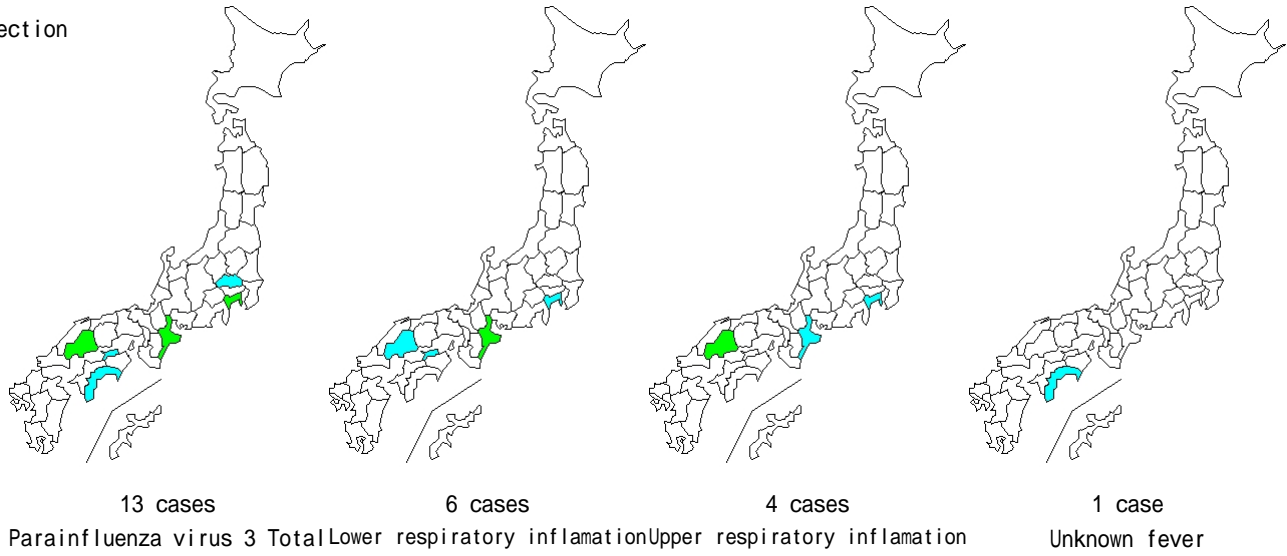 ection
13 cases
6 cases
4 cases
1 case
Parainfluenza virus 3 Total
Lower respiratory inflamation
Upper respiratory inflamation
Unknown fever